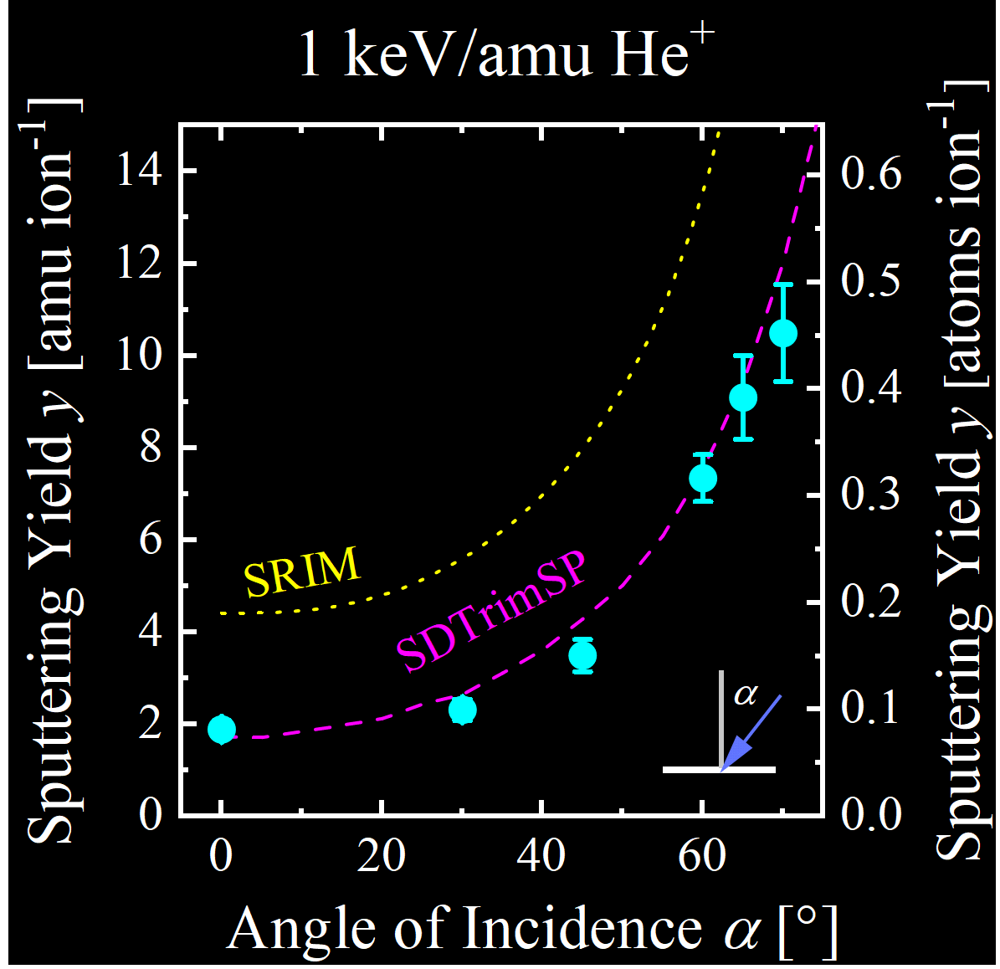 1 keV/amu He⁺
Sputtering Yield y [amu ion⁻¹]
14
12
10
8
6
4
2
0
SRIM
SDTrimSP
α
0.6
0.5
0.4
0.3
0.2
0.1
0.0
Sputtering Yield y [atoms ion⁻¹]
0 20 40 60
Angle of Incidence α [°]